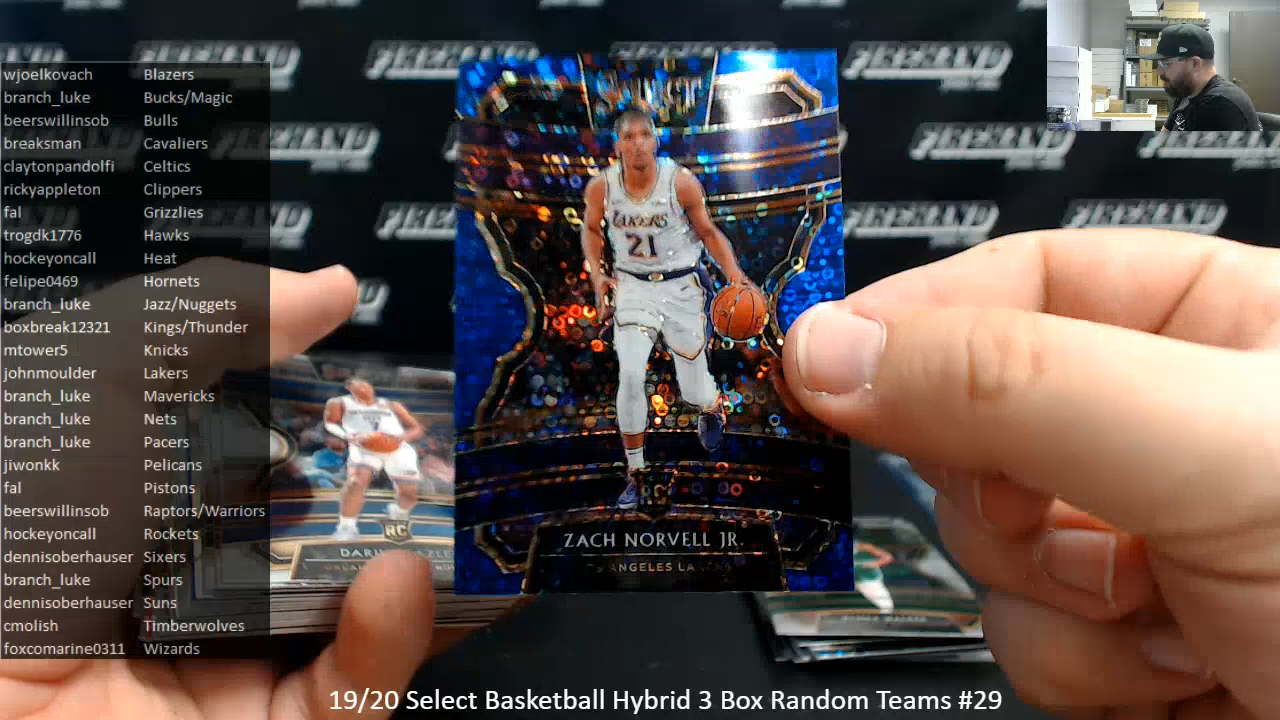 wjoelkovach Blazers
branch_luke Bucks/Magic
beerswillinsob Bulls
breaksman Cavaliers
claytonpandolfi Celtics
rickyappleton Clippers
fal Grizzlies
trogdk1776 Hawks
hockeyoncall Heat
felipe0469 Hornets
branch_luke Jazz/Nuggets
boxbreak12321 Kings/Thunder
mtower5 Knicks
johnmoulder Lakers
branch_luke Mavericks
branch_luke Nets
branch_luke Pacers
jiwonkk Pelicans
fal Pistons
beerswillinsob Raptors/Warriors
hockeyoncall Rockets
dennisoberhauser Sixers
branch_luke Spurs
dennisoberhauser Suns
cmolish Timberwolves
foxcomarine0311 Wizards
SELECT
LAKERS
21
ZACH NORVELL JR.
RC
FIREHAND
19/20 Select Basketball Hybrid 3 Box Random Teams #29